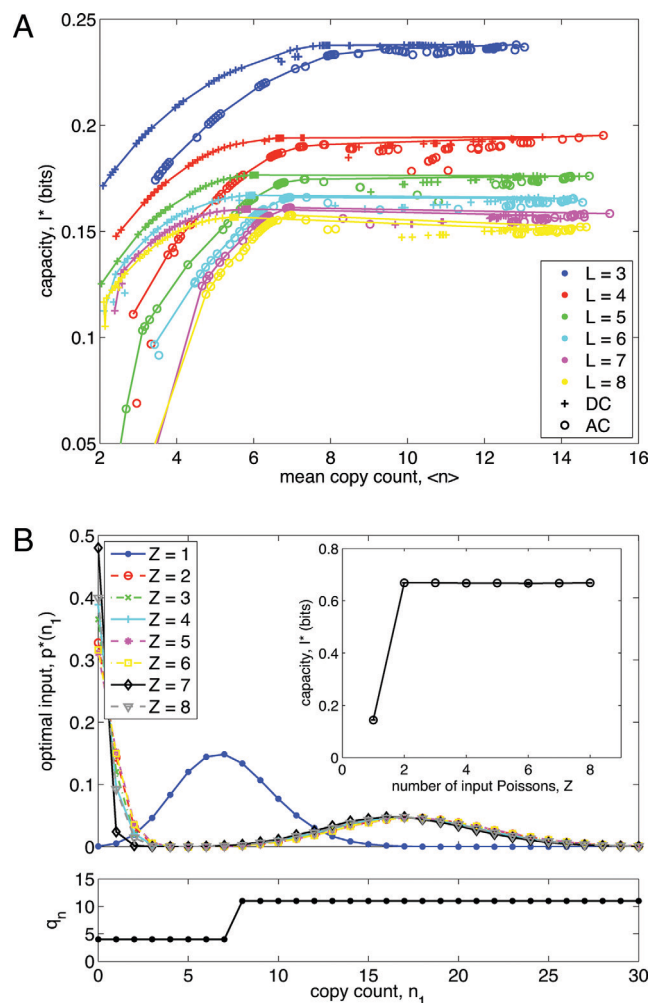 A
0.25
0.2
0.15
0.1
0.05
capacity, I* (bits)
2 4 6 8 10 12 14 16
mean copy count, <n>
L = 3
L = 4
L = 5
L = 6
L = 7
L = 8
DC
AC
B
0.5
0.4
0.3
0.2
0.1
0
optimal input, p*(n1)
Z = 1
Z = 2
Z = 3
Z = 4
Z = 5
Z = 6
Z = 7
Z = 8
0.8
0.6
0.4
0.2
0
capacity, I* (bits)
0 2 4 6 8
number of input Poissons, Z
15
10
5
0
qn
0 5 10 15 20 25 30
copy count, n1